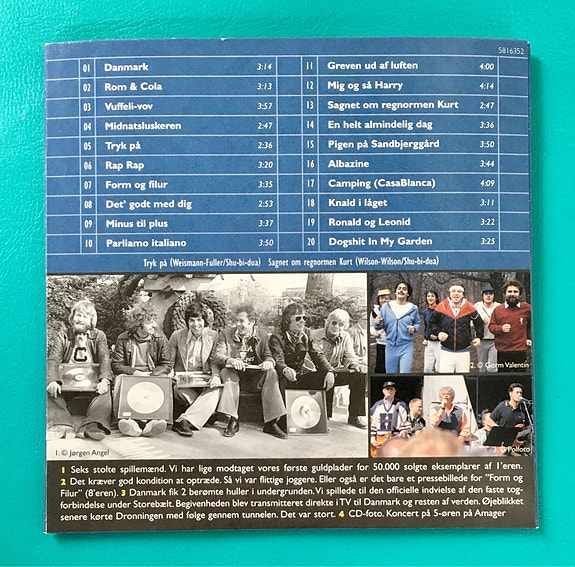 5816352
01 Danmark 3:14
02 Rom & Cola 3:13
03 Vuffeli-vov 3:57
04 Midnatsluskeren 2:47
05 Tryk på 2:36
06 Rap Rap 3:20
07 Form og filur 3:35
08 Det' godt med dig 2:53
09 Minus til plus 3:37
10 Parliamo italiano 3:50
11 Greven ud af luften 4:00
12 Mig og så Harry 4:14
13 Sagnet om regnormen Kurt 2:47
14 En helt almindelig dag 3:36
15 Pigen på Sandbjerggård 3:50
16 Albazine 3:44
17 Camping (CasaBlanca) 4:09
18 Knald i låget 3:11
19 Ronald og Leonid 3:22
20 Dogshit In My Garden 3:25
Tryk på (Weismann-Fuller/Shu-bi-dua) Sagnet om regnormen Kurt (Wilson-Wilson/Shu-bi-dua)
C
1. © Jørgen Angel
2. © Gorm Valentin
3. © Polfoto
1 Seks stolte spillemænd. Vi har lige modtaget vores første guldplader for 50.000 solgte eksemplarer af 1'eren.
2 Det kræver god kondition at optræde. Så vi var flittige joggere. Eller også er det bare et pressebillede for "Form og
Filur" (8'eren). 3 Danmark fik 2 berømte huller i undergrunden. Vi spillede til den officielle indvielse af den faste tog-
forbindelse under Storebælt. Begivenheden blev transmitteret direkte i TV til Danmark og resten af verden. Øjeblikket
senere kørte Dronningen med følge gennem tunnelen. Det var stort. 4 CD-foto. Koncert på 5-øren på Amager